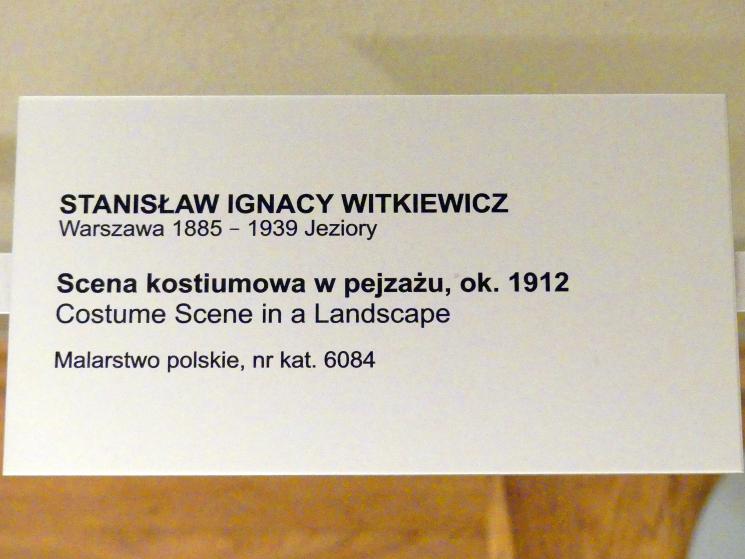 STANISŁAW IGNACY WITKIEWICZ
Warszawa 1885 – 1939 Jeziory
Scena kostiumowa w pejzażu, ok. 1912
Costume Scene in a Landscape
Malarstwo polskie, nr kat. 6084